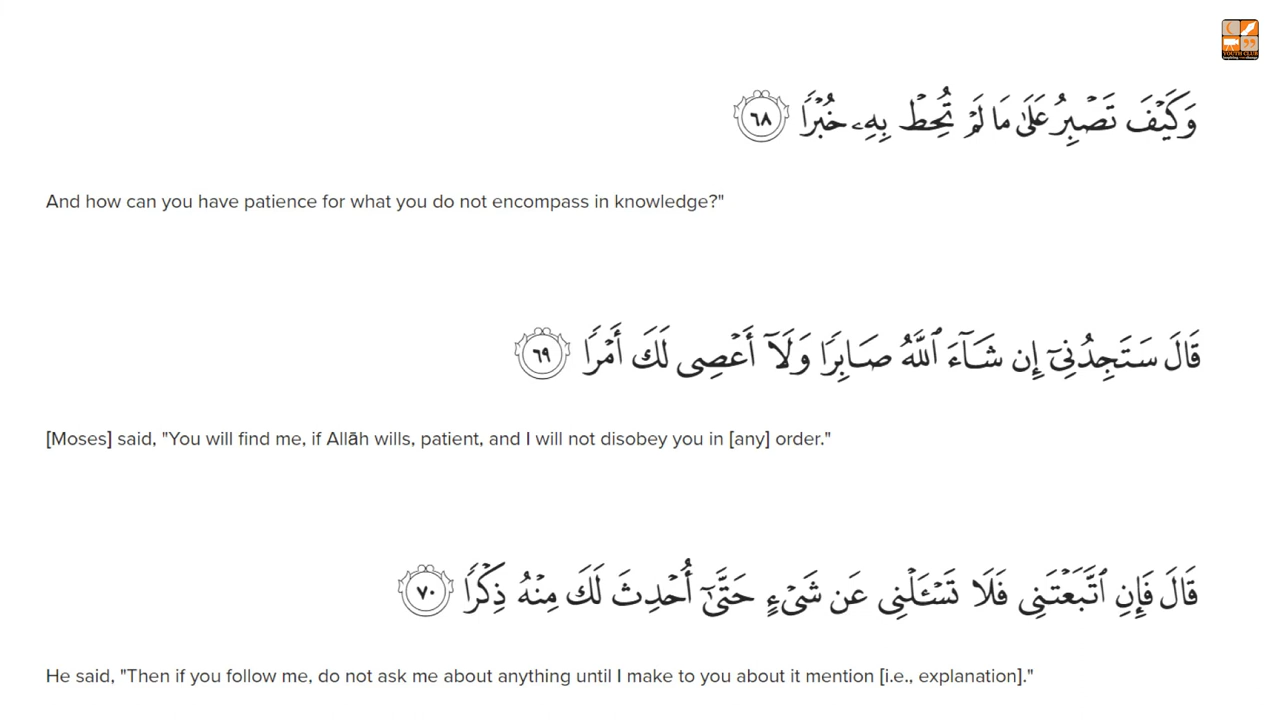 YOUTH CLUB
وَكَيْفَ تَصْبِرُ عَلَىٰ مَا لَمْ تُحِطْ بِهِۦ خُبْرًا ٦٨
And how can you have patience for what you do not encompass in knowledge?"
قَالَ سَتَجِدُنِىٓ إِن شَآءَ ٱللَّهُ صَابِرًا وَلَآ أَعْصِى لَكَ أَمْرًا ٦٩
[Moses] said, "You will find me, if Allāh wills, patient, and I will not disobey you in [any] order."
قَالَ فَإِنِ ٱتَّبَعْتَنِى فَلَا تَسْـَٔلْنِى عَن شَىْءٍ حَتَّىٰٓ أُحْدِثَ لَكَ مِنْهُ ذِكْرًا ٧٠
He said, "Then if you follow me, do not ask me about anything until I make to you about it mention [i.e., explanation]."